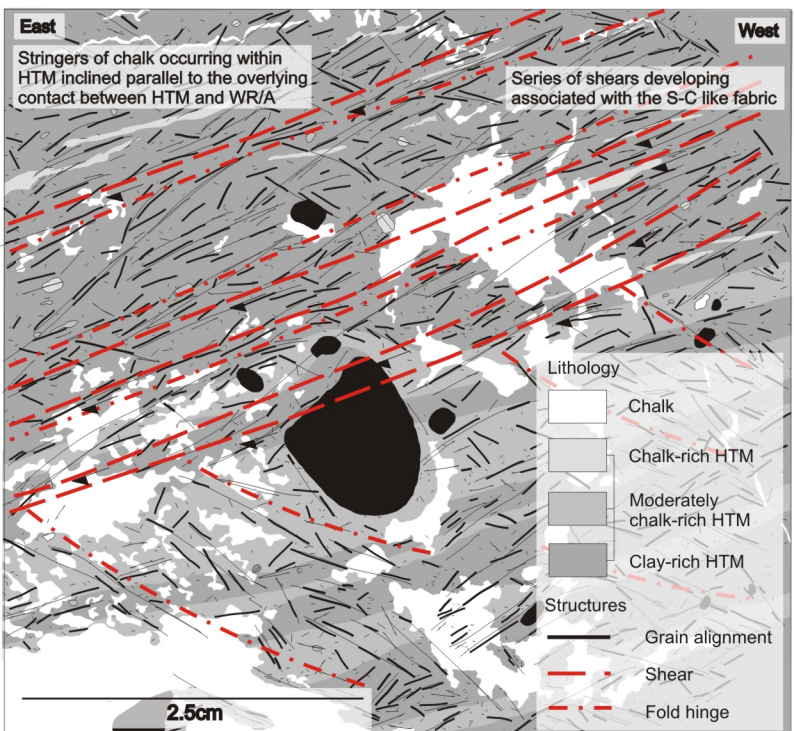 East
West
Stringers of chalk occurring within
HTM inclined parallel to the overlying
contact between HTM and WR/A
Series of shears developing
associated with the S-C like fabric
Lithology
Chalk
Chalk-rich HTM
Moderately
chalk-rich HTM
Clay-rich HTM
Structures
Grain alignment
Shear
Fold hinge
2.5cm